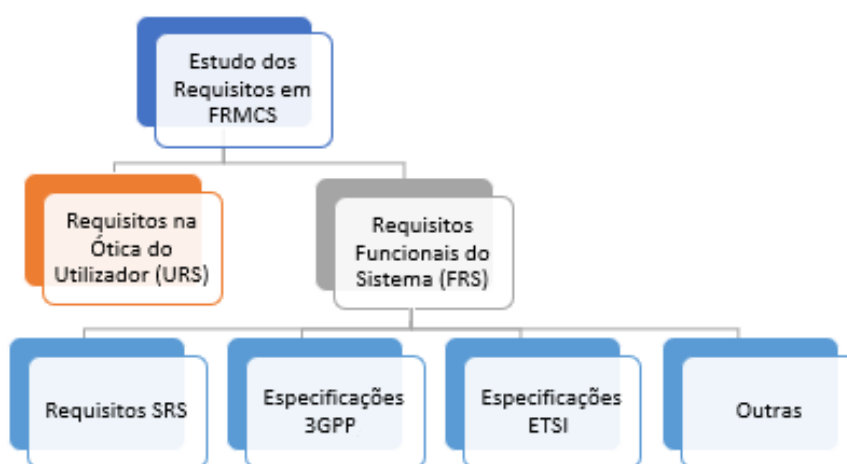 Estudo dos
Requisitos em
FRMCS
Requisitos na
Ótica do
Utilizador (URS)
Requisitos
Funcionais do
Sistema (FRS)
Requisitos SRS
Especificações
3GPP
Especificações
ETSI
Outras